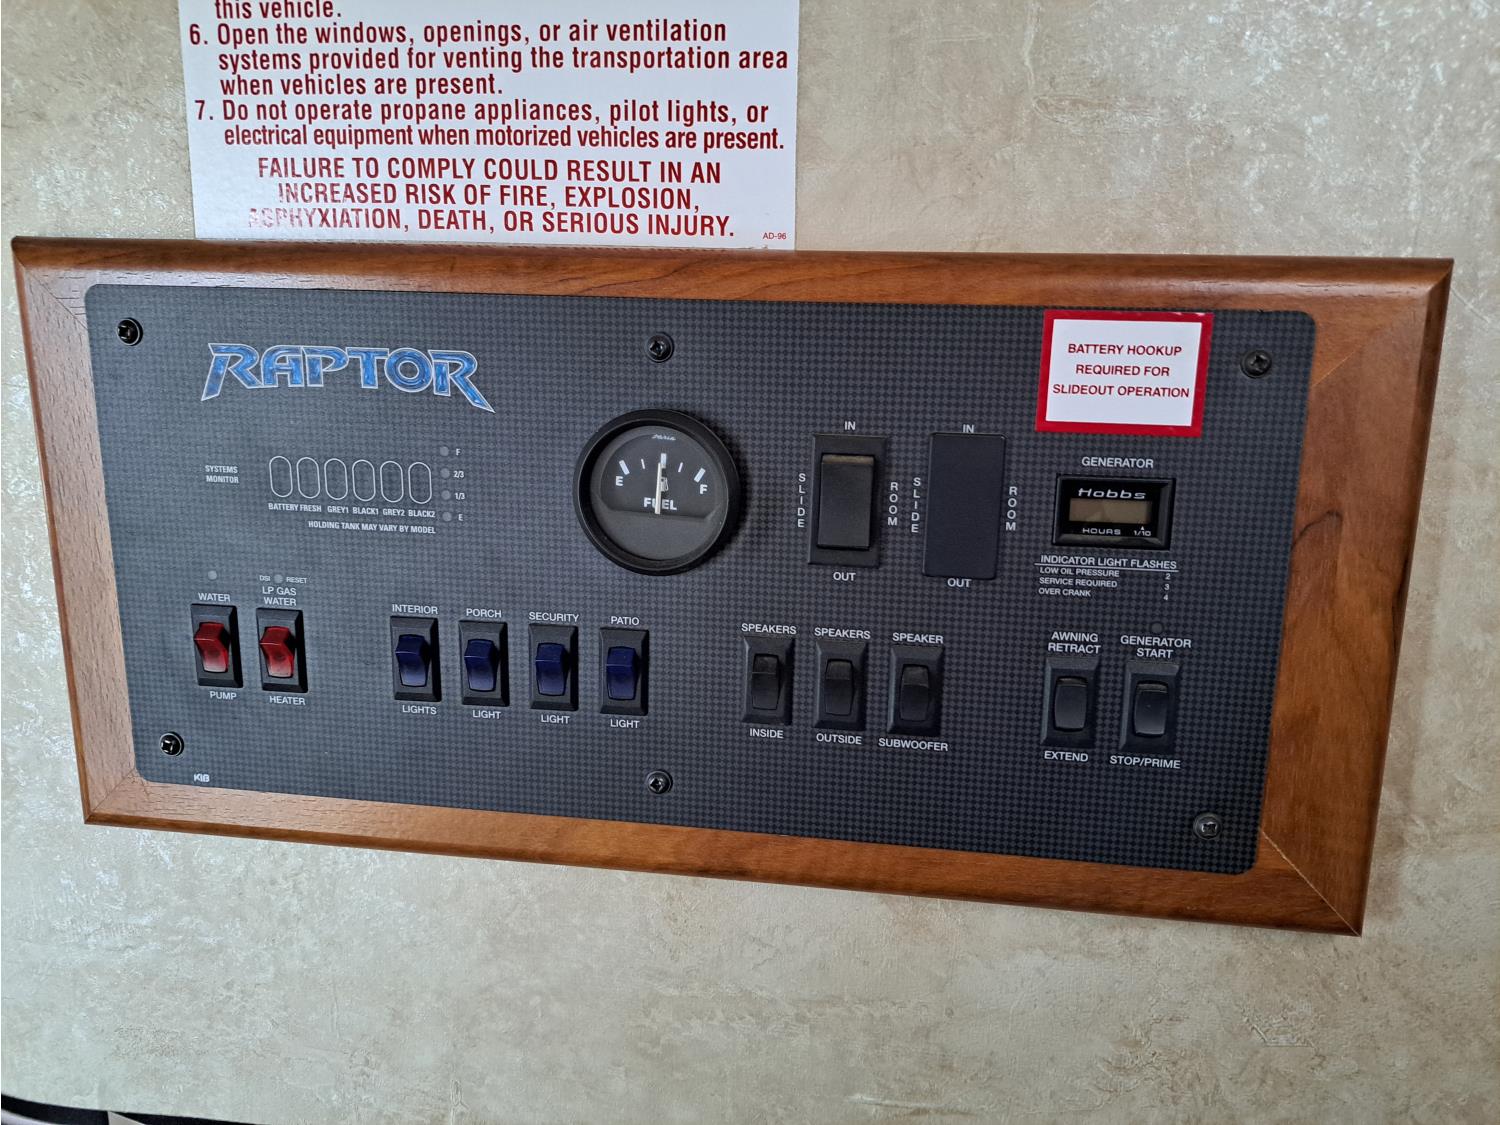 this vehicle.
6. Open the windows, openings, or air ventilation
systems provided for venting the transportation area
when vehicles are present.
7. Do not operate propane appliances, pilot lights, or
electrical equipment when motorized vehicles are present.
FAILURE TO COMPLY COULD RESULT IN AN
INCREASED RISK OF FIRE, EXPLOSION,
ASPHYXIATION, DEATH, OR SERIOUS INJURY.
AD-96
RAPTOR
BATTERY HOOKUP
REQUIRED FOR
SLIDEOUT OPERATION
SYSTEMS
MONITOR
F
2/3
1/3
E
BATTERY FRESH GREY1 BLACK1 GREY2 BLACK2
HOLDING TANK MAY VARY BY MODEL
E F
FUEL
IN
SLIDE
ROOM
OUT
IN
SLIDE
ROOM
OUT
GENERATOR
Hobbs
HOURS 1/10
INDICATOR LIGHT FLASHES
LOW OIL PRESSURE 2
SERVICE REQUIRED 3
OVER CRANK 4
WATER
PUMP
DSI RESET
LP GAS
WATER
HEATER
INTERIOR
LIGHTS
PORCH
LIGHT
SECURITY
LIGHT
PATIO
LIGHT
SPEAKERS
INSIDE
SPEAKERS
OUTSIDE
SPEAKER
SUBWOOFER
AWNING
RETRACT
EXTEND
GENERATOR
START
STOP/PRIME
KIB